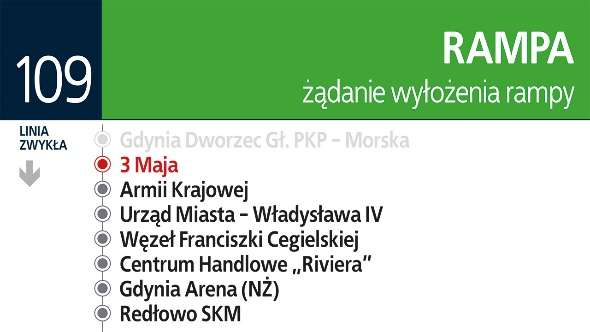 109
RAMPA
żądanie wyłożenia rampy
LINIA
ZWYKŁA
Gdynia Dworzec Gł. PKP – Morska
3 Maja
Armii Krajowej
Urząd Miasta – Władysława IV
Węzeł Franciszki Cegielskiej
Centrum Handlowe „Riviera”
Gdynia Arena (NŻ)
Redłowo SKM